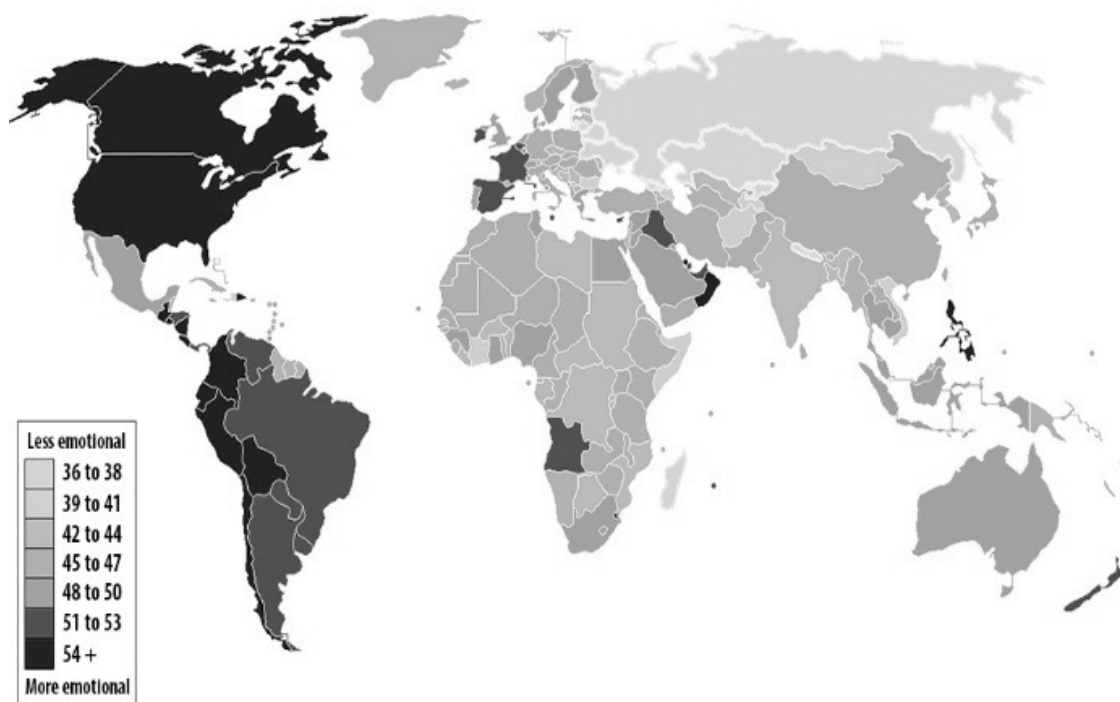 Less emotional
36 to 38
39 to 41
42 to 44
45 to 47
48 to 50
51 to 53
54 +
More emotional